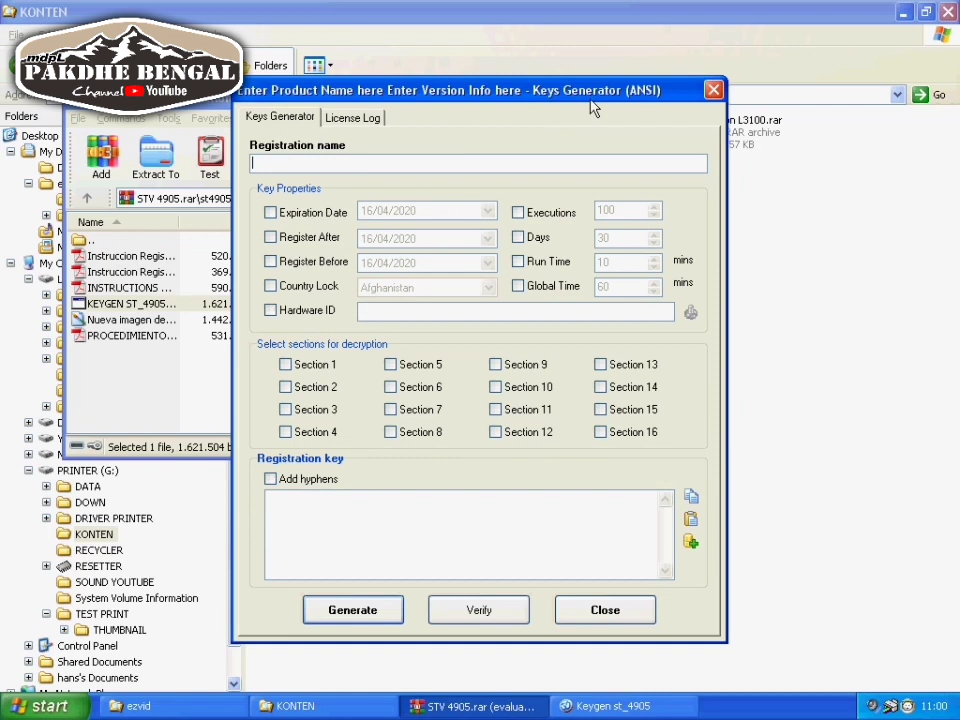 KONTEN
mdpl
PAKDHE BENGAL
Channel YouTube
Folders
Go
Enter Product Name here Enter Version Info here - Keys Generator (ANSI)
File
Tools
Favorites
Folders
Keys Generator
License Log
Registration name
Key Properties
Expiration Date
16/04/2020
Executions
100
Register After
16/04/2020
Days
30
Register Before
16/04/2020
Run Time
10
mins
Country Lock
Afghanistan
Global Time
60
mins
Hardware ID
Select sections for decryption
Section 1
Section 5
Section 9
Section 13
Section 2
Section 6
Section 10
Section 14
Section 3
Section 7
Section 11
Section 15
Section 4
Section 8
Section 12
Section 16
Registration key
Add hyphens
Generate
Verify
Close
Add
Extract To
Test
STV 4905.rar\st4905
Name
..
Instruccion Regis...
520.
Instruccion Regis...
369.
INSTRUCTIONS ...
590.
KEYGEN ST_4905...
1.621.
Nueva imagen de...
1.442.
PROCEDIMIENTO...
531.
Selected 1 file, 1.621.504 b
Desktop
PRINTER (G:)
DATA
DOWN
DRIVER PRINTER
KONTEN
RECYCLER
RESETTER
SOUND YOUTUBE
System Volume Information
TEST PRINT
THUMBNAIL
Control Panel
Shared Documents
hans's Documents
L3100.rar
start
ezvid
KONTEN
STV 4905.rar (evalua...
Keygen st_4905
11:00